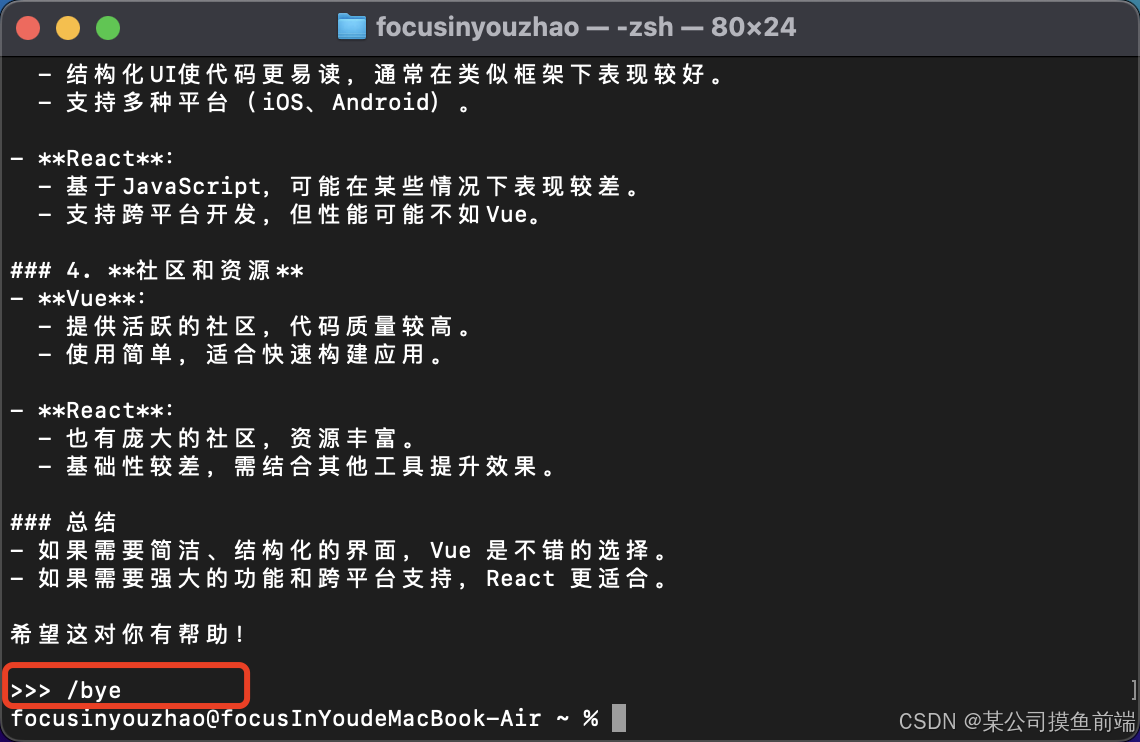 focusinyouzhao — -zsh — 80×24
- 结构化UI使代码更易读，通常在类似框架下表现较好。
- 支持多种平台（iOS、Android）。
- **React**：
- 基于JavaScript，可能在某些情况下表现较差。
- 支持跨平台开发，但性能可能不如Vue。
### 4. **社区和资源**
- **Vue**：
- 提供活跃的社区，代码质量较高。
- 使用简单，适合快速构建应用。
- **React**：
- 也有庞大的社区，资源丰富。
- 基础性较差，需结合其他工具提升效果。
### 总结
- 如果需要简洁、结构化的界面，Vue 是不错的选择。
- 如果需要强大的功能和跨平台支持，React 更适合。
希望这对你有帮助！
>>> /bye
focusinyouzhao@focusInYoudeMacBook-Air ~ %
CSDN @某公司摸鱼前端